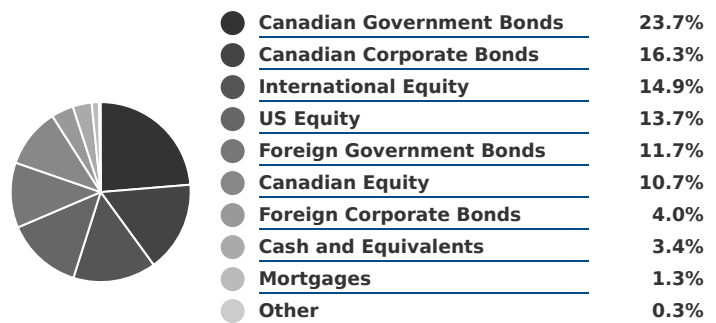 Canadian Government Bonds 23.7%
Canadian Corporate Bonds 16.3%
International Equity 14.9%
US Equity 13.7%
Foreign Government Bonds 11.7%
Canadian Equity 10.7%
Foreign Corporate Bonds 4.0%
Cash and Equivalents 3.4%
Mortgages 1.3%
Other 0.3%